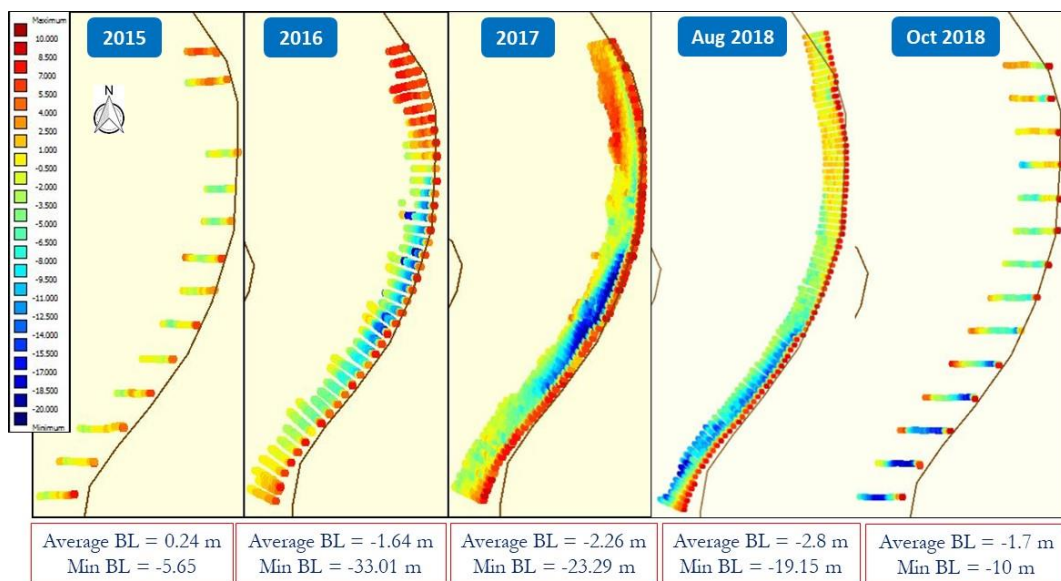 Maximum
10.000
8.500
7.000
5.500
4.000
2.500
1.000
-0.500
-2.000
-3.500
-5.000
-6.500
-8.000
-9.500
-11.000
-12.500
-14.000
-15.500
-17.000
-18.500
-20.000
Minimum
N
2015
2016
2017
Aug 2018
Oct 2018
Average BL = 0.24 m
Min BL = -5.65
Average BL = -1.64 m
Min BL = -33.01
Average BL = -2.26 m
Min BL = -23.29
Average BL = -2.8 m
Min BL = -19.15 m
Average BL = -1.7 m
Min BL = -10 m